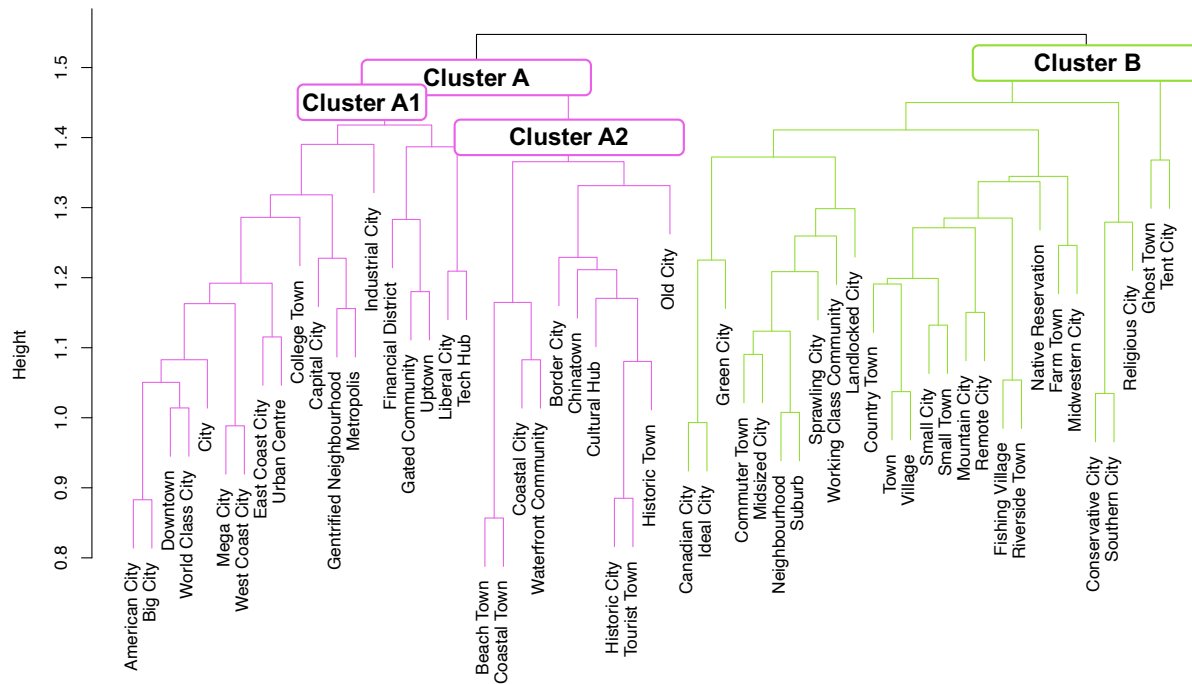 Height
1.5
1.4
1.3
1.2
1.1
1.0
0.9
0.8
Cluster A
Cluster A1
Cluster A2
Cluster B
American City
Big City
Downtown
World Class City
City
Mega City
West Coast City
East Coast City
Urban Centre
College Town
Capital City
Gentrified Neighbourhood
Metropolis
Industrial City
Financial District
Gated Community
Uptown
Liberal City
Tech Hub
Beach Town
Coastal Town
Coastal City
Waterfront Community
Border City
Chinatown
Cultural Hub
Historic City
Tourist Town
Historic Town
Old City
Canadian City
Ideal City
Green City
Commuter Town
Midsized City
Neighbourhood
Suburb
Sprawling City
Working Class Community
Landlocked City
Country Town
Town
Village
Small City
Small Town
Mountain City
Remote City
Fishing Village
Riverside Town
Native Reservation
Farm Town
Midwestern City
Conservative City
Southern City
Religious City
Ghost Town
Tent City